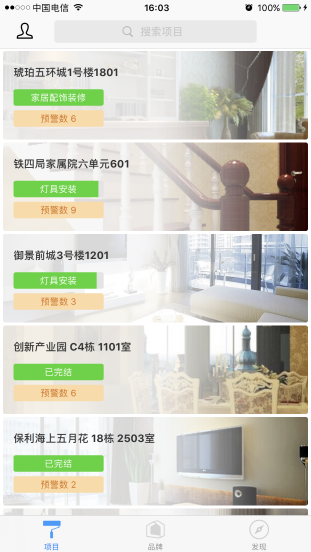 中国电信 16:03 100%
搜索项目
琥珀五环城1号楼1801
家居配饰装修
预警数 6
铁四局家属院六单元601
灯具安装
预警数 9
御景前城3号楼1201
灯具安装
预警数 3
创新产业园 C4栋 1101室
已完结
预警数 6
保利海上五月花 18栋 2503室
已完结
预警数 2
项目 品牌 发现